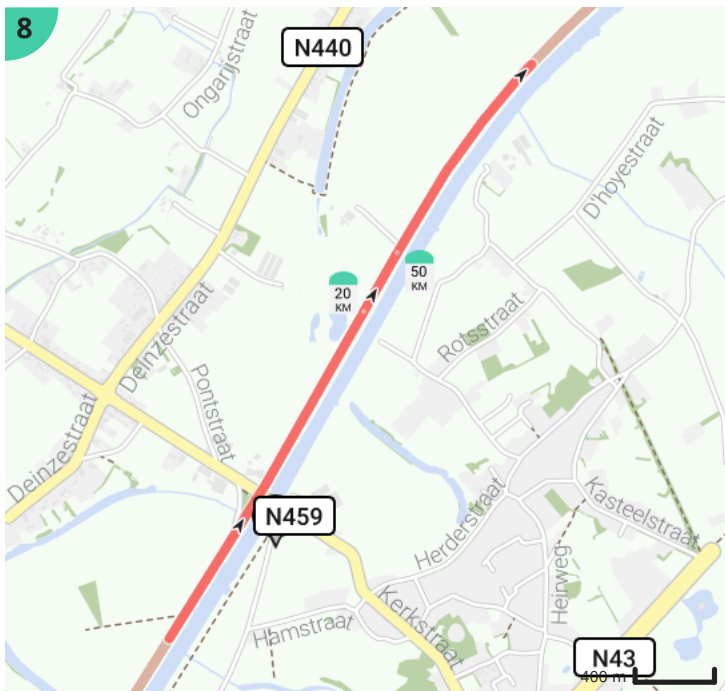 8
N440
Ongarijstraat
D'hoyestraat
50
KM
20
KM
Deinzestraat
Rotsstraat
Pontstraat
Deinzestraat
N459
Kasteelstraat
Herderstraat
Heirweg
Kerkstraat
Hamstraat
N43
400 m